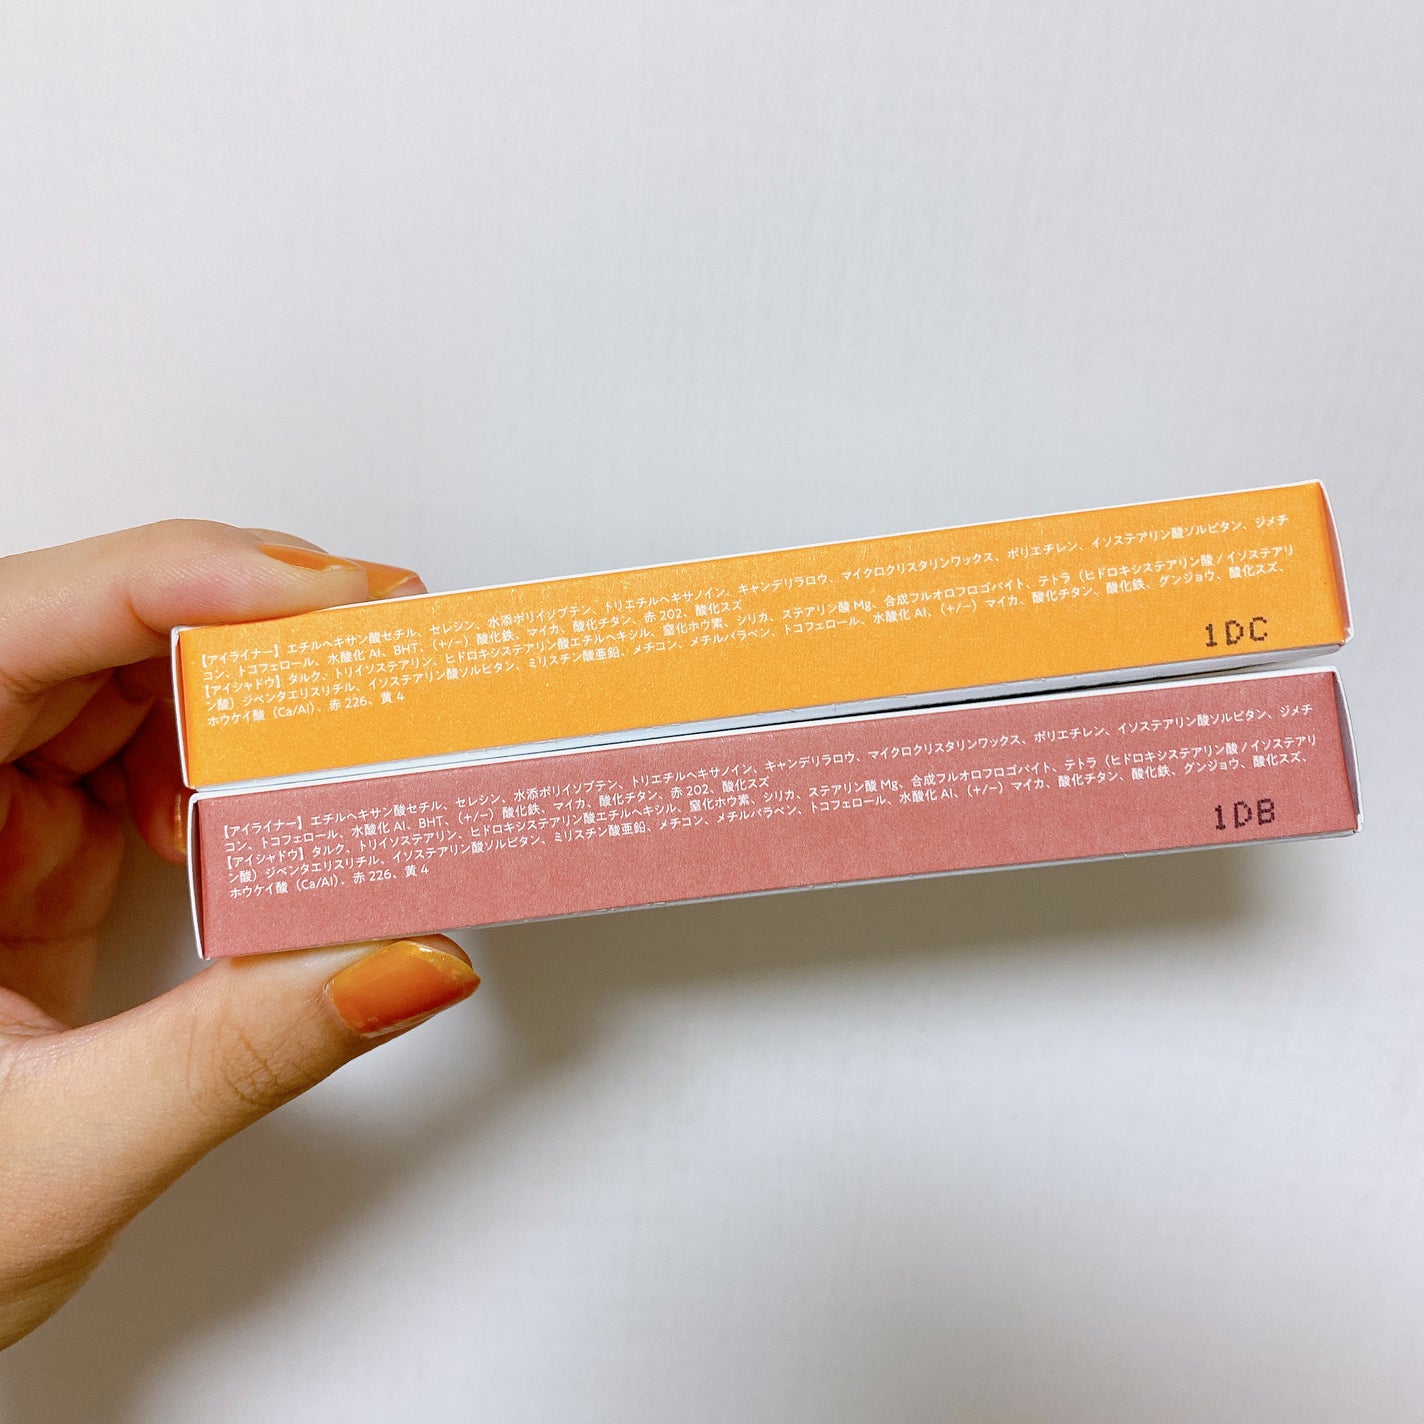 【アイライナー】エチルヘキサン酸セチル、セレシン、水添ポリイソブテン、トリエチルヘキサノイン、キャンデリラロウ、マイクロクリスタリンワックス、ポリエチレン、イソステアリン酸ソルビタン、ジメチ
コン、トコフェロール、水酸化 Al、BHT、（+/−）酸化鉄、マイカ、酸化チタン、赤 202、酸化スズ
【アイシャドウ】タルク、トリイソステアリン、ヒドロキシステアリン酸エチルヘキシル、窒化ホウ素、シリカ、ステアリン酸 Mg、合成フルオロフロゴパイト、テトラ（ヒドロキシステアリン酸 / イソステアリ
ン酸）ジペンタエリスリチル、イソステアリン酸ソルビタン、ミリスチン酸亜鉛、メチコン、メチルパラベン、トコフェロール、水酸化 Al、（+/−）マイカ、酸化チタン、酸化鉄、グンジョウ、酸化スズ、
ホウケイ酸（Ca/Al）、赤 226、黄 4
1DC
【アイライナー】エチルヘキサン酸セチル、セレシン、水添ポリイソブテン、トリエチルヘキサノイン、キャンデリラロウ、マイクロクリスタリンワックス、ポリエチレン、イソステアリン酸ソルビタン、ジメチ
コン、トコフェロール、水酸化 Al、BHT、（+/−）酸化鉄、マイカ、酸化チタン、赤 202、酸化スズ
【アイシャドウ】タルク、トリイソステアリン、ヒドロキシステアリン酸エチルヘキシル、窒化ホウ素、シリカ、ステアリン酸 Mg、合成フルオロフロゴパイト、テトラ（ヒドロキシステアリン酸 / イソステアリ
ン酸）ジペンタエリスリチル、イソステアリン酸ソルビタン、ミリスチン酸亜鉛、メチコン、メチルパラベン、トコフェロール、水酸化 Al、（+/−）マイカ、酸化チタン、酸化鉄、グンジョウ、酸化スズ、
ホウケイ酸（Ca/Al）、赤 226、黄 4
1DB